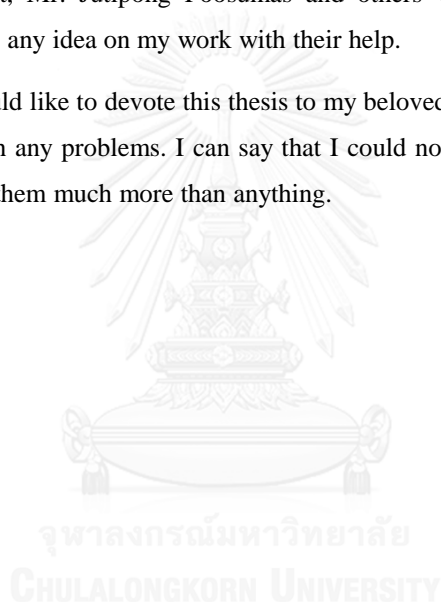 t, Mr. Jutipong Poosumas and others
any idea on my work with their help.
ld like to devote this thesis to my beloved
n any problems. I can say that I could no
them much more than anything.
จุฬาลงกรณ์มหาวิทยาลัย
CHULALONGKORN UNIVERSITY